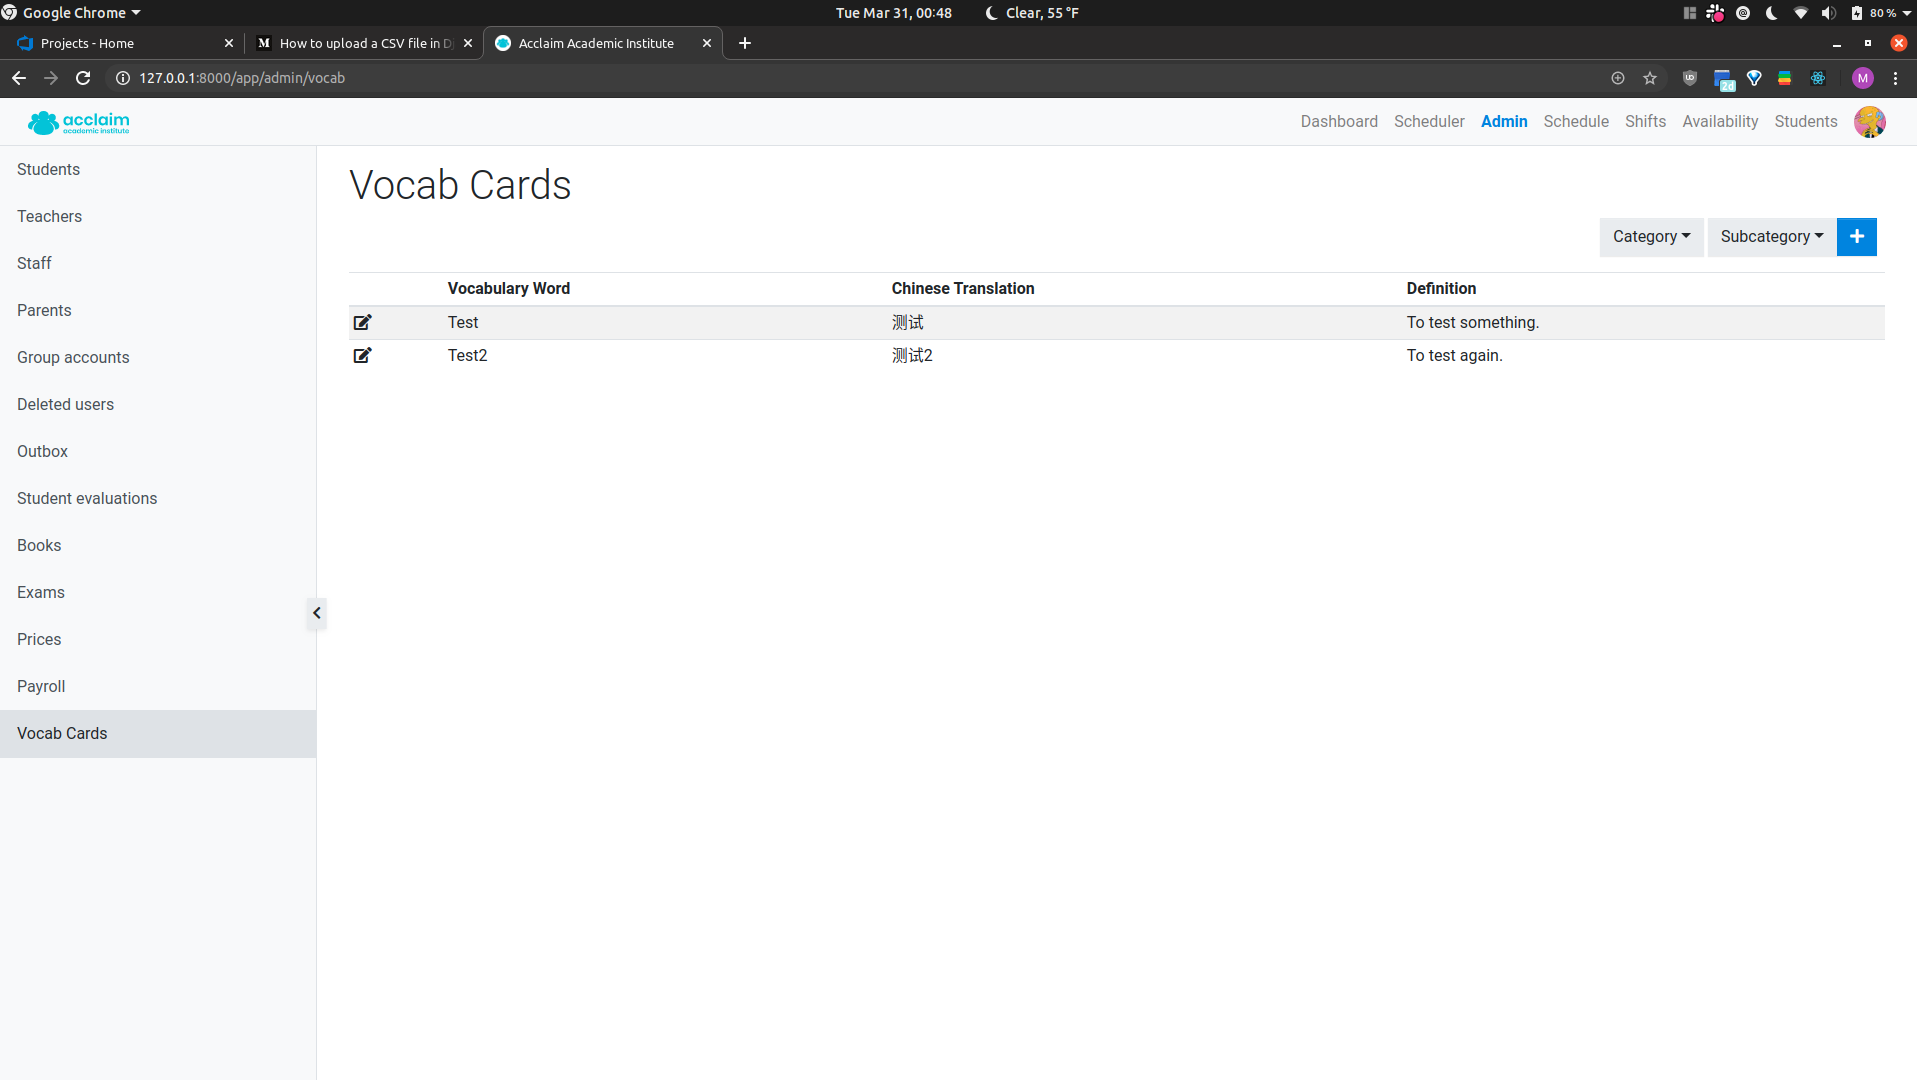 Google Chrome
Tue Mar 31, 00:48
Clear, 55 °F
80 %
Projects - Home
M
How to upload a CSV file in D
Acclaim Academic Institute
127.0.0.1:8000/app/admin/vocab
2d
M
acclaim
academic institute
Dashboard
Scheduler
Admin
Schedule
Shifts
Availability
Students
Students
Teachers
Staff
Parents
Group accounts
Deleted users
Outbox
Student evaluations
Books
Exams
Prices
Payroll
Vocab Cards
Vocab Cards
Category
Subcategory
Vocabulary Word Chinese Translation Definition
Test 测试 To test something.
Test2 测试2 To test again.